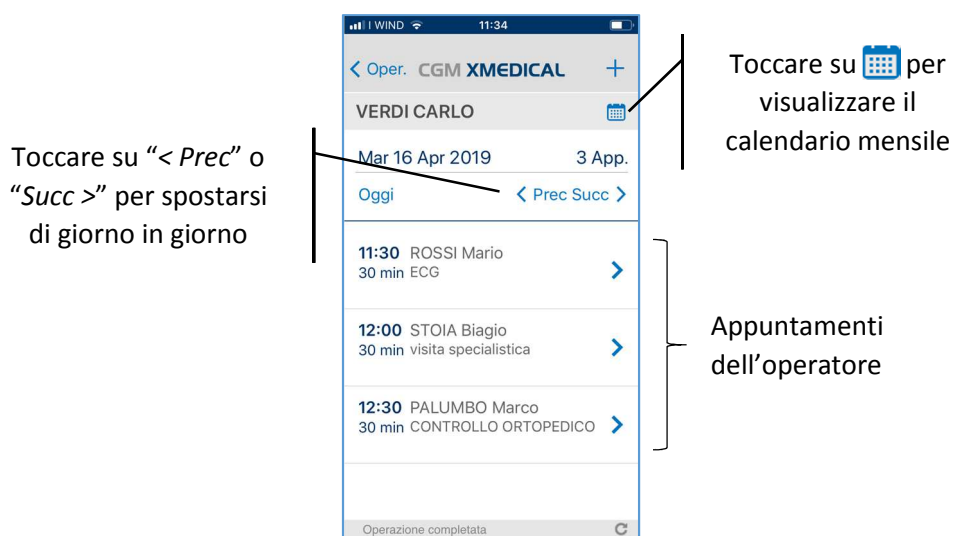 I WIND 11:34
< Oper. CGM XMEDICAL +
VERDI CARLO
Mar 16 Apr 2019 3 App.
Oggi < Prec Succ >
11:30 ROSSI Mario
30 min ECG
12:00 STOIA Biagio
30 min visita specialistica
12:30 PALUMBO Marco
30 min CONTROLLO ORTOPEDICO
Operazione completata
Toccare su “< Prec” o
“Succ >” per spostarsi
di giorno in giorno
Toccare su per
visualizzare il
calendario mensile
Appuntamenti
dell’operatore